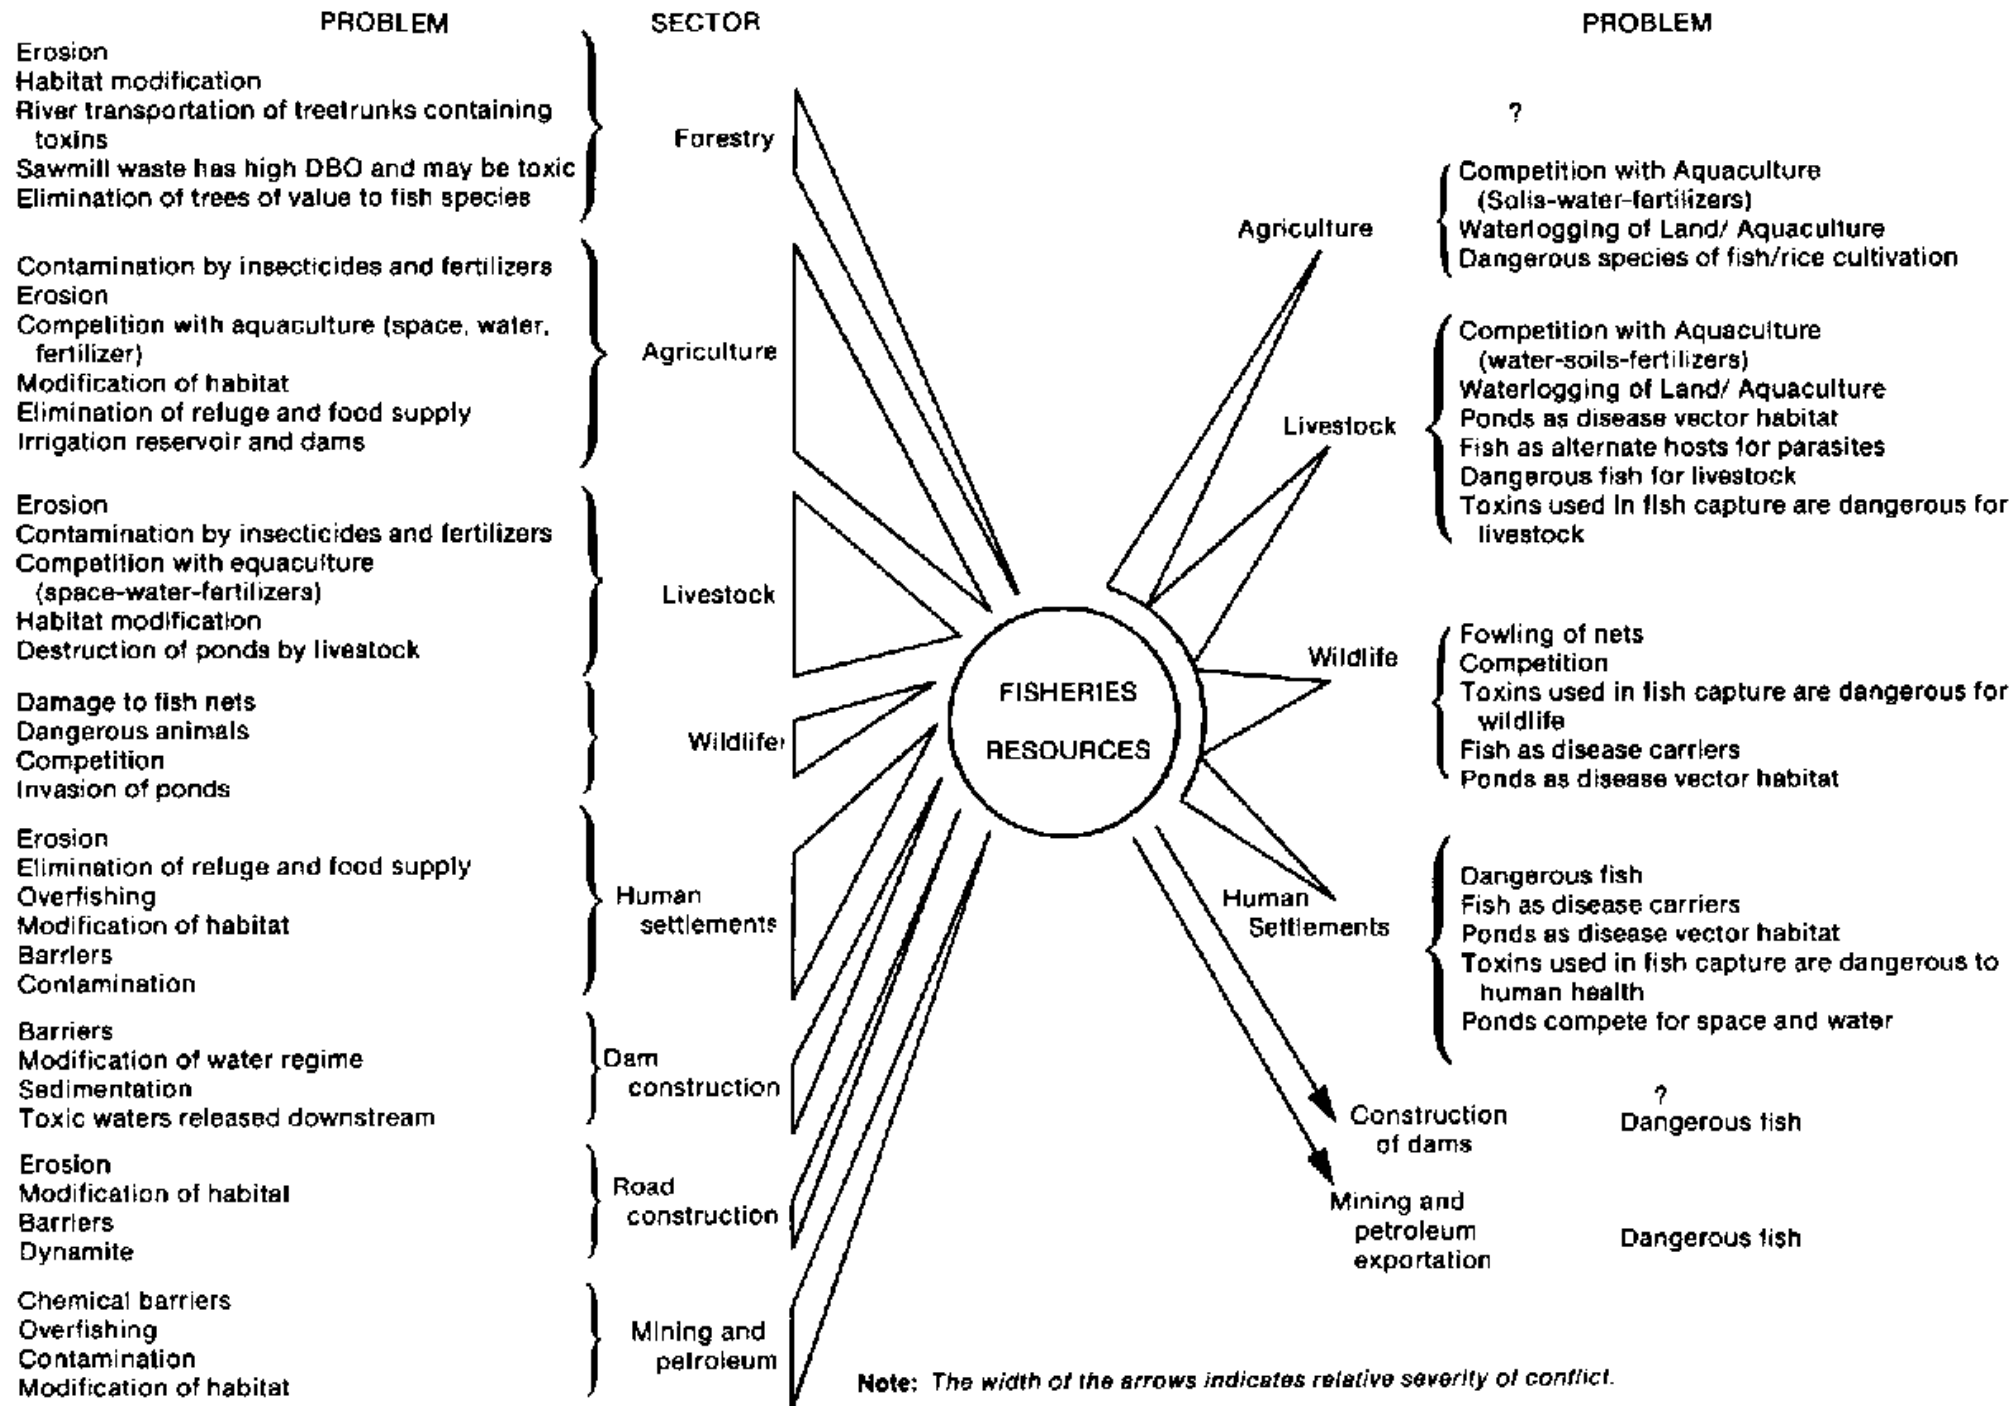 PROBLEM
SECTOR
Erosion
Habitat modification
River transportation of treetrunks containing
toxins
Sawmill waste has high DBO and may be toxic
Elimination of trees of value to fish species
Forestry
Contamination by insecticides and fertilizers
Erosion
Competition with aquaculture (space, water,
fertilizer)
Modification of habitat
Elimination of refuge and food supply
Irrigation reservoir and dams
Agriculture
Erosion
Contamination by insecticides and fertilizers
Competition with equaculture
(space-water-fertilizers)
Habitat modification
Destruction of ponds by livestock
Livestock
Damage to fish nets
Dangerous animals
Competition
Invasion of ponds
Wildlife
Erosion
Elimination of refuge and food supply
Overfishing
Modification of habitat
Barriers
Contamination
Human
settlements
Barriers
Modification of water regime
Sedimentation
Toxic waters released downstream
Dam
construction
Erosion
Modification of habitat
Barriers
Dynamite
Road
construction
Chemical barriers
Overfishing
Contamination
Modification of habitat
Mining and
petroleum
FISHERIES
RESOURCES
PROBLEM
?
Agriculture
Competition with Aquaculture
(Soils-water-fertilizers)
Waterlogging of Land/ Aquaculture
Dangerous species of fish/rice cultivation
Livestock
Competition with Aquaculture
(water-soils-fertilizers)
Waterlogging of Land/ Aquaculture
Ponds as disease vector habitat
Fish as alternate hosts for parasites
Dangerous fish for livestock
Toxins used in fish capture are dangerous for
livestock
Wildlife
Fowling of nets
Competition
Toxins used in fish capture are dangerous for
wildlife
Fish as disease carriers
Ponds as disease vector habitat
Human
Settlements
Dangerous fish
Fish as disease carriers
Ponds as disease vector habitat
Toxins used in fish capture are dangerous to
human health
Ponds compete for space and water
Construction
of dams
?
Dangerous fish
Mining and
petroleum
exportation
Dangerous fish
Note: The width of the arrows indicates relative severity of conflict.